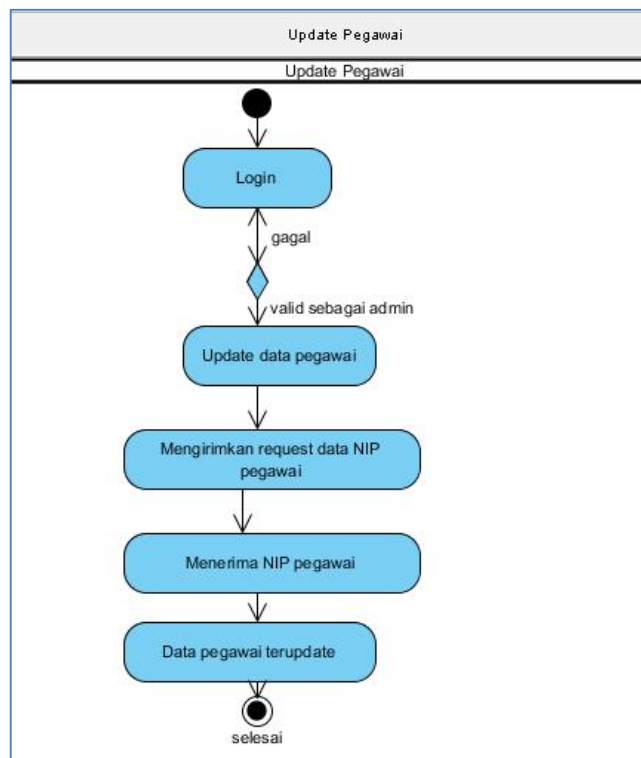 Update Pegawai
Update Pegawai
Login
gagal
valid sebagai admin
Update data pegawai
Mengirimkan request data NIP
pegawai
Menerima NIP pegawai
Data pegawai terupdate
selesai